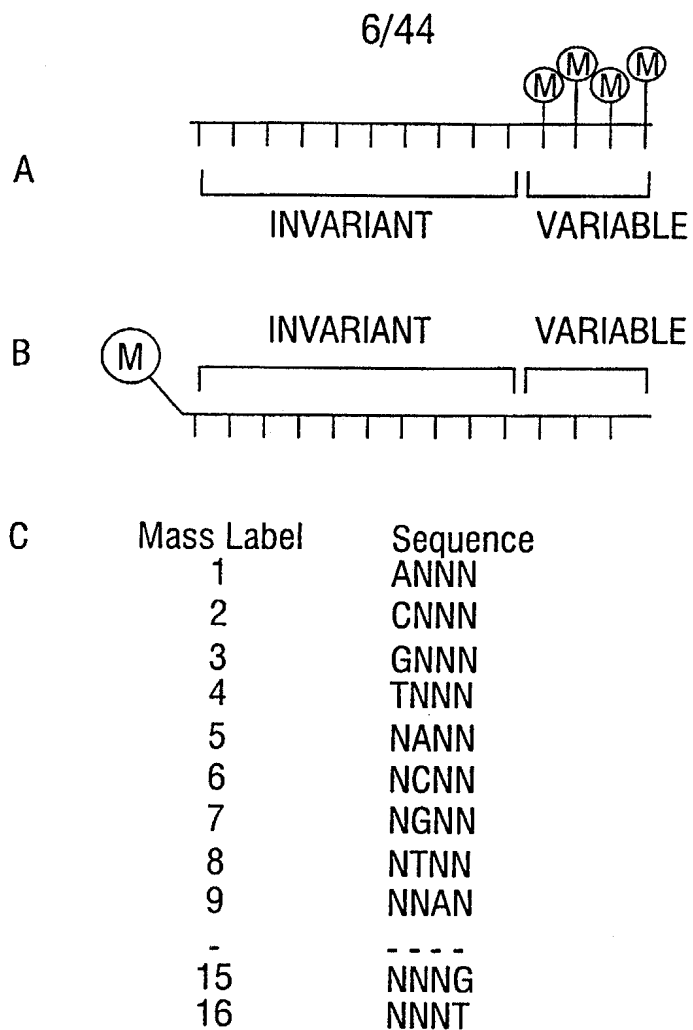 6/44
M M M M
A
INVARIANT VARIABLE
INVARIANT VARIABLE
B M
C Mass Label Sequence
1 ANNN
2 CNNN
3 GNNN
4 TNNN
5 NANN
6 NCNN
7 NGNN
8 NTNN
9 NNAN
- ----
15 NNNG
16 NNNT